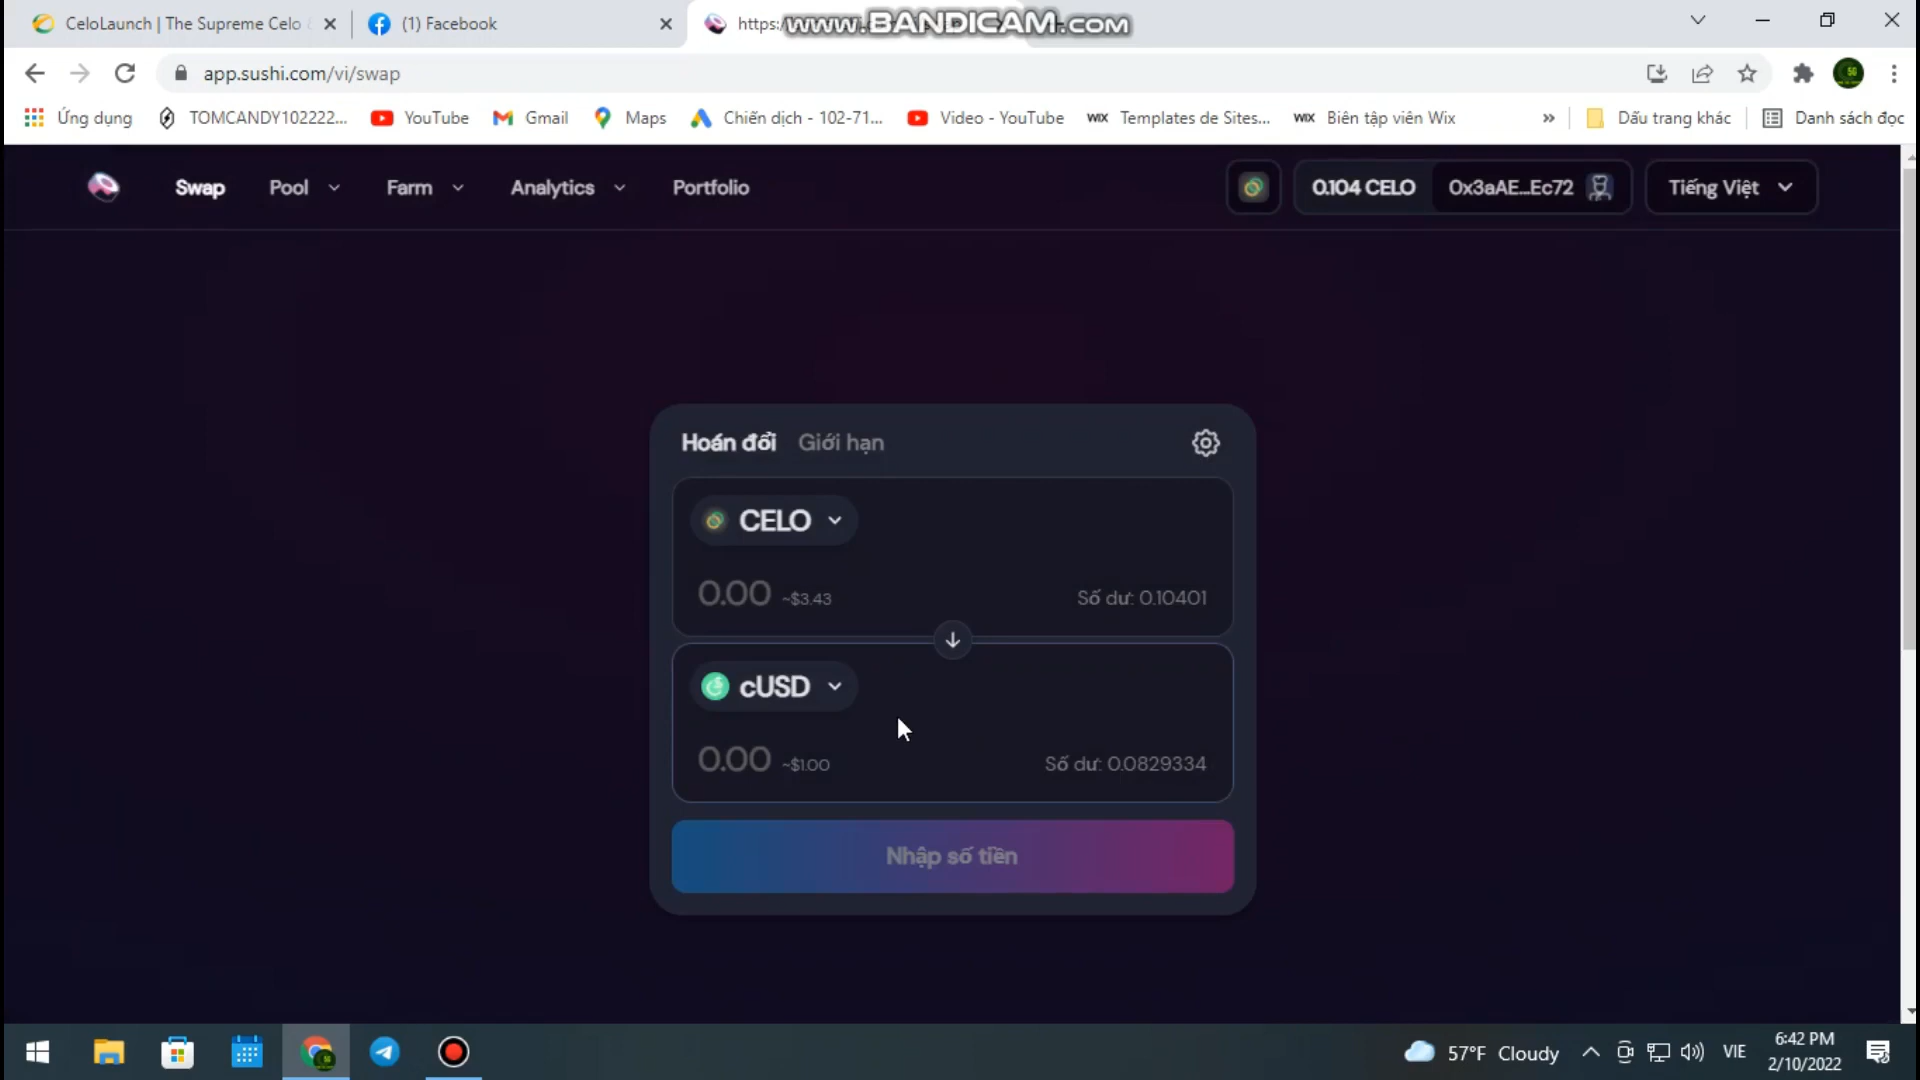 CeloLaunch | The Supreme Celo
(1) Facebook
https:/
www.BANDICAM.com
app.sushi.com/vi/swap
Ứng dụng
TOMCANDY102222...
YouTube
Gmail
Maps
Chiến dịch - 102-71...
Video - YouTube
WIX Templates de Sites...
WIX Biên tập viên Wix
»
Dấu trang khác
Danh sách đọc
Swap
Pool
Farm
Analytics
Portfolio
0.104 CELO
0x3aAE...Ec72
Tiếng Việt
Hoán đổi
Giới hạn
CELO
0.00 ~$3.43
Số dư: 0.10401
cUSD
0.00 ~$1.00
Số dư: 0.0829334
Nhập số tiền
57°F Cloudy
VIE
6:42 PM
2/10/2022